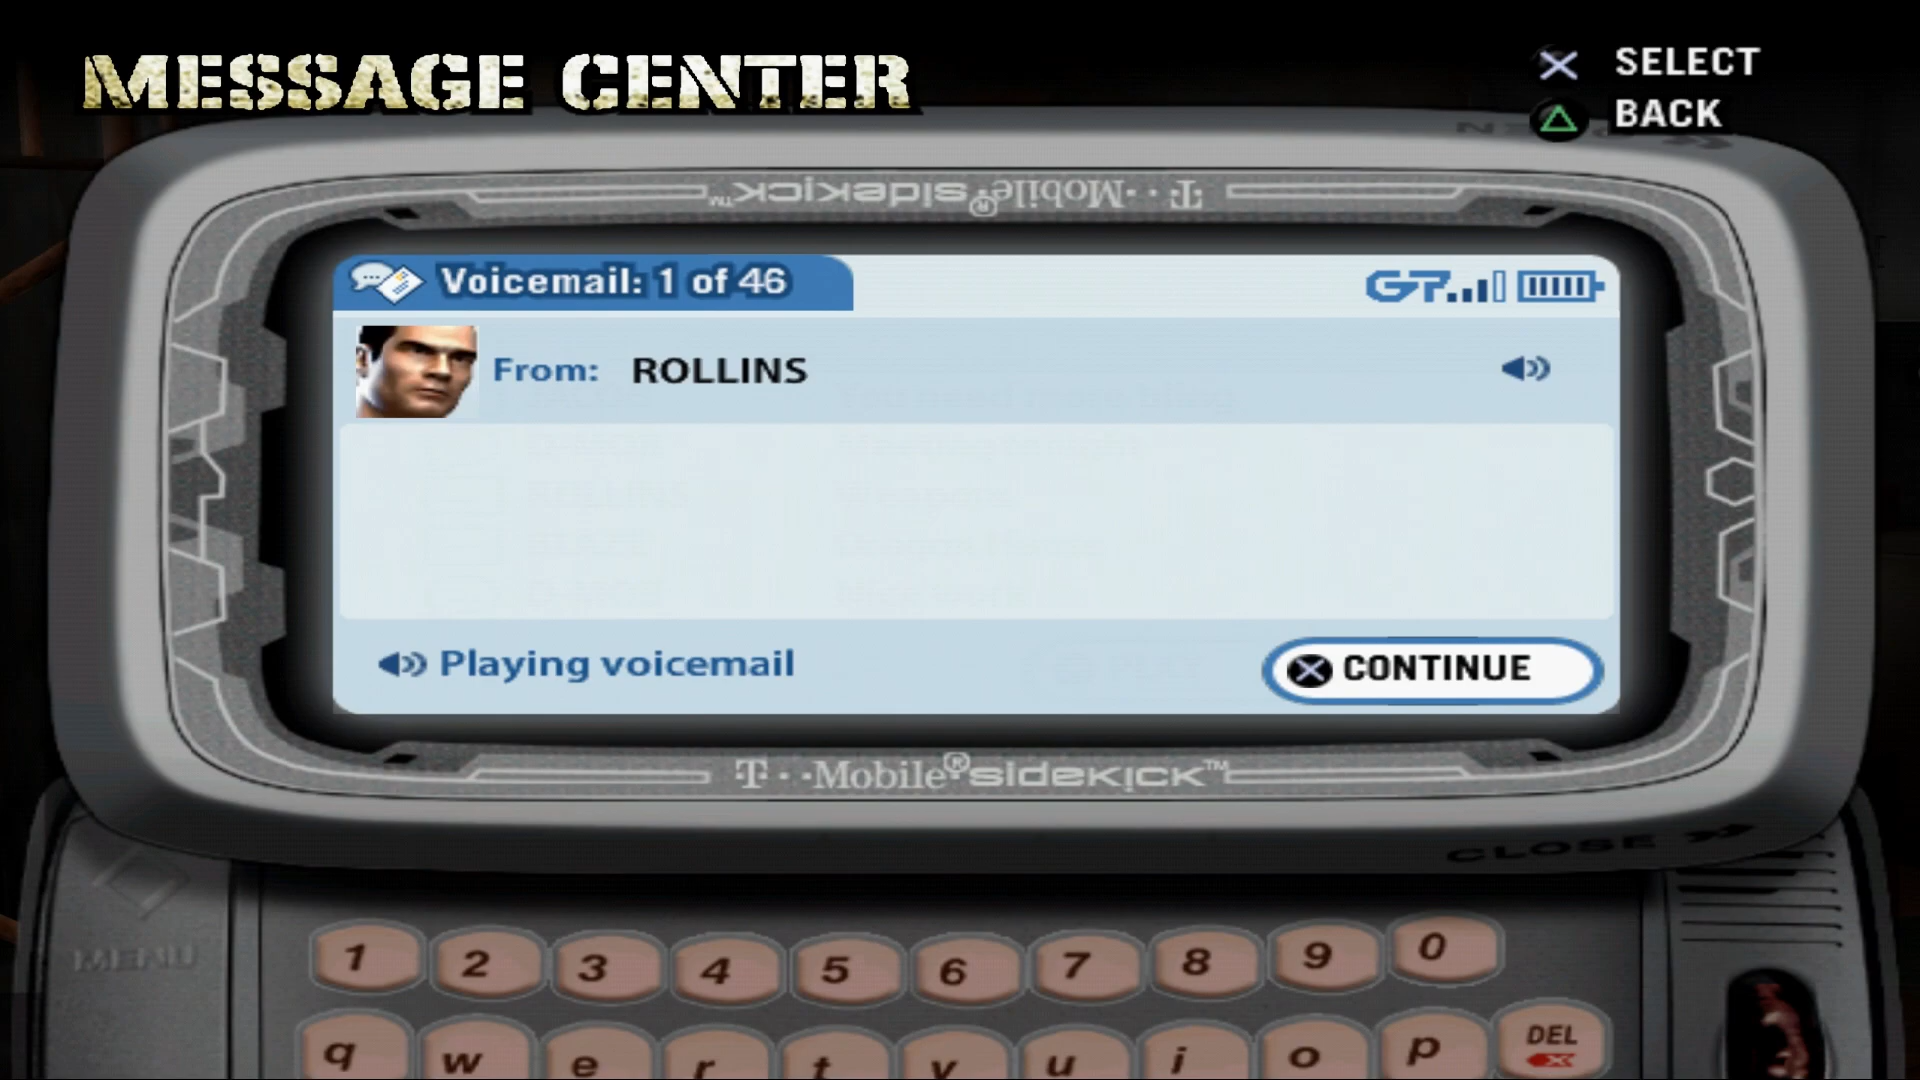 MESSAGE CENTER
SELECT
BACK
T··Mobile® sidekick™
Voicemail: 1 of 46
G7
From: ROLLINS
Playing voicemail
CONTINUE
T··Mobile® sidekick™
CLOSE
MENU
1 2 3 4 5 6 7 8 9 0
q w e r t y u i o p DEL